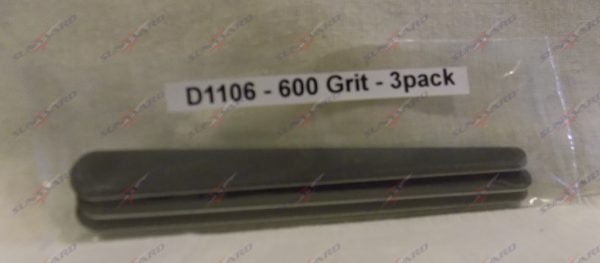 D1106 - 600 Grit - 3pack